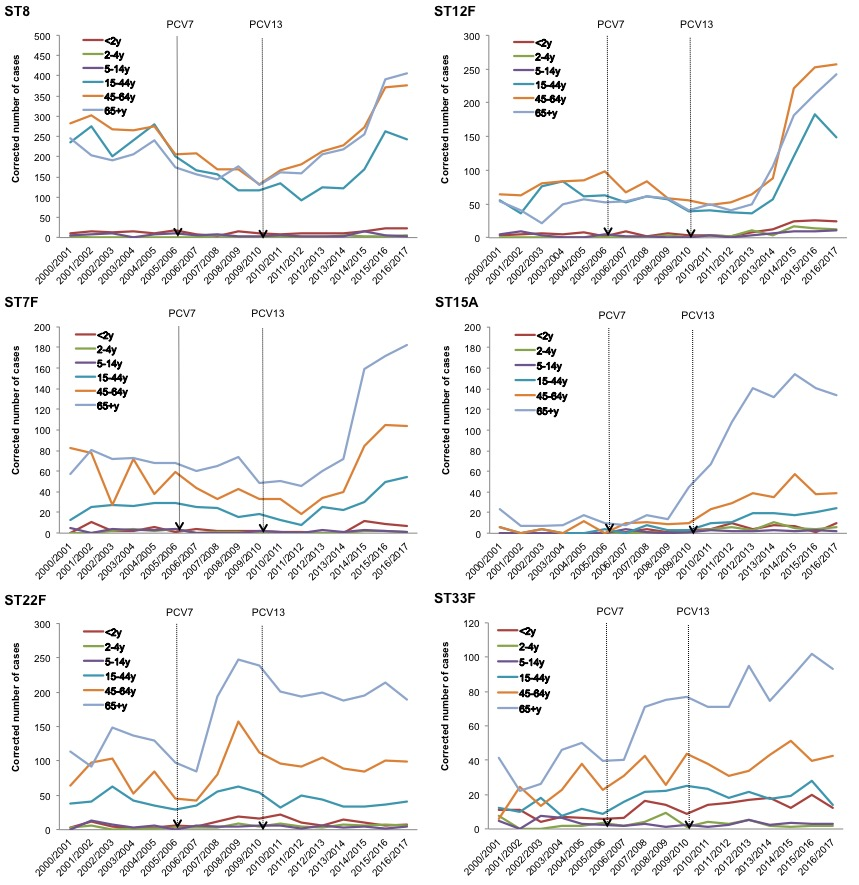 ST8
PCV7 PCV13
Corrected number of cases
500
450
400
350
300
250
200
150
100
50
0
<2y
2-4y
5-14y
15-44y
45-64y
65+y
2000/2001 2001/2002 2002/2003 2003/2004 2004/2005 2005/2006 2006/2007 2007/2008 2008/2009 2009/2010 2010/2011 2011/2012 2012/2013 2013/2014 2014/2015 2015/2016 2016/2017
ST12F
PCV7 PCV13
Corrected number of cases
300
250
200
150
100
50
0
<2y
2-4y
5-14y
15-44y
45-64y
65+y
2000/2001 2001/2002 2002/2003 2003/2004 2004/2005 2005/2006 2006/2007 2007/2008 2008/2009 2009/2010 2010/2011 2011/2012 2012/2013 2013/2014 2014/2015 2015/2016 2016/2017
ST7F
PCV7 PCV13
Corrected number of cases
200
180
160
140
120
100
80
60
40
20
0
<2y
2-4y
5-14y
15-44y
45-64y
65+y
2000/2001 2001/2002 2002/2003 2003/2004 2004/2005 2005/2006 2006/2007 2007/2008 2008/2009 2009/2010 2010/2011 2011/2012 2012/2013 2013/2014 2014/2015 2015/2016 2016/2017
ST15A
PCV7 PCV13
Corrected number of cases
200
180
160
140
120
100
80
60
40
20
0
<2y
2-4y
5-14y
15-44y
45-64y
65+y
2000/2001 2001/2002 2002/2003 2003/2004 2004/2005 2005/2006 2006/2007 2007/2008 2008/2009 2009/2010 2010/2011 2011/2012 2012/2013 2013/2014 2014/2015 2015/2016 2016/2017
ST22F
PCV7 PCV13
Corrected number of cases
300
250
200
150
100
50
0
<2y
2-4y
5-14y
15-44y
45-64y
65+y
2000/2001 2001/2002 2002/2003 2003/2004 2004/2005 2005/2006 2006/2007 2007/2008 2008/2009 2009/2010 2010/2011 2011/2012 2012/2013 2013/2014 2014/2015 2015/2016 2016/2017
ST33F
PCV7 PCV13
Corrected number of cases
120
100
80
60
40
20
0
<2y
2-4y
5-14y
15-44y
45-64y
65+y
2000/2001 2001/2002 2002/2003 2003/2004 2004/2005 2005/2006 2006/2007 2007/2008 2008/2009 2009/2010 2010/2011 2011/2012 2012/2013 2013/2014 2014/2015 2015/2016 2016/2017